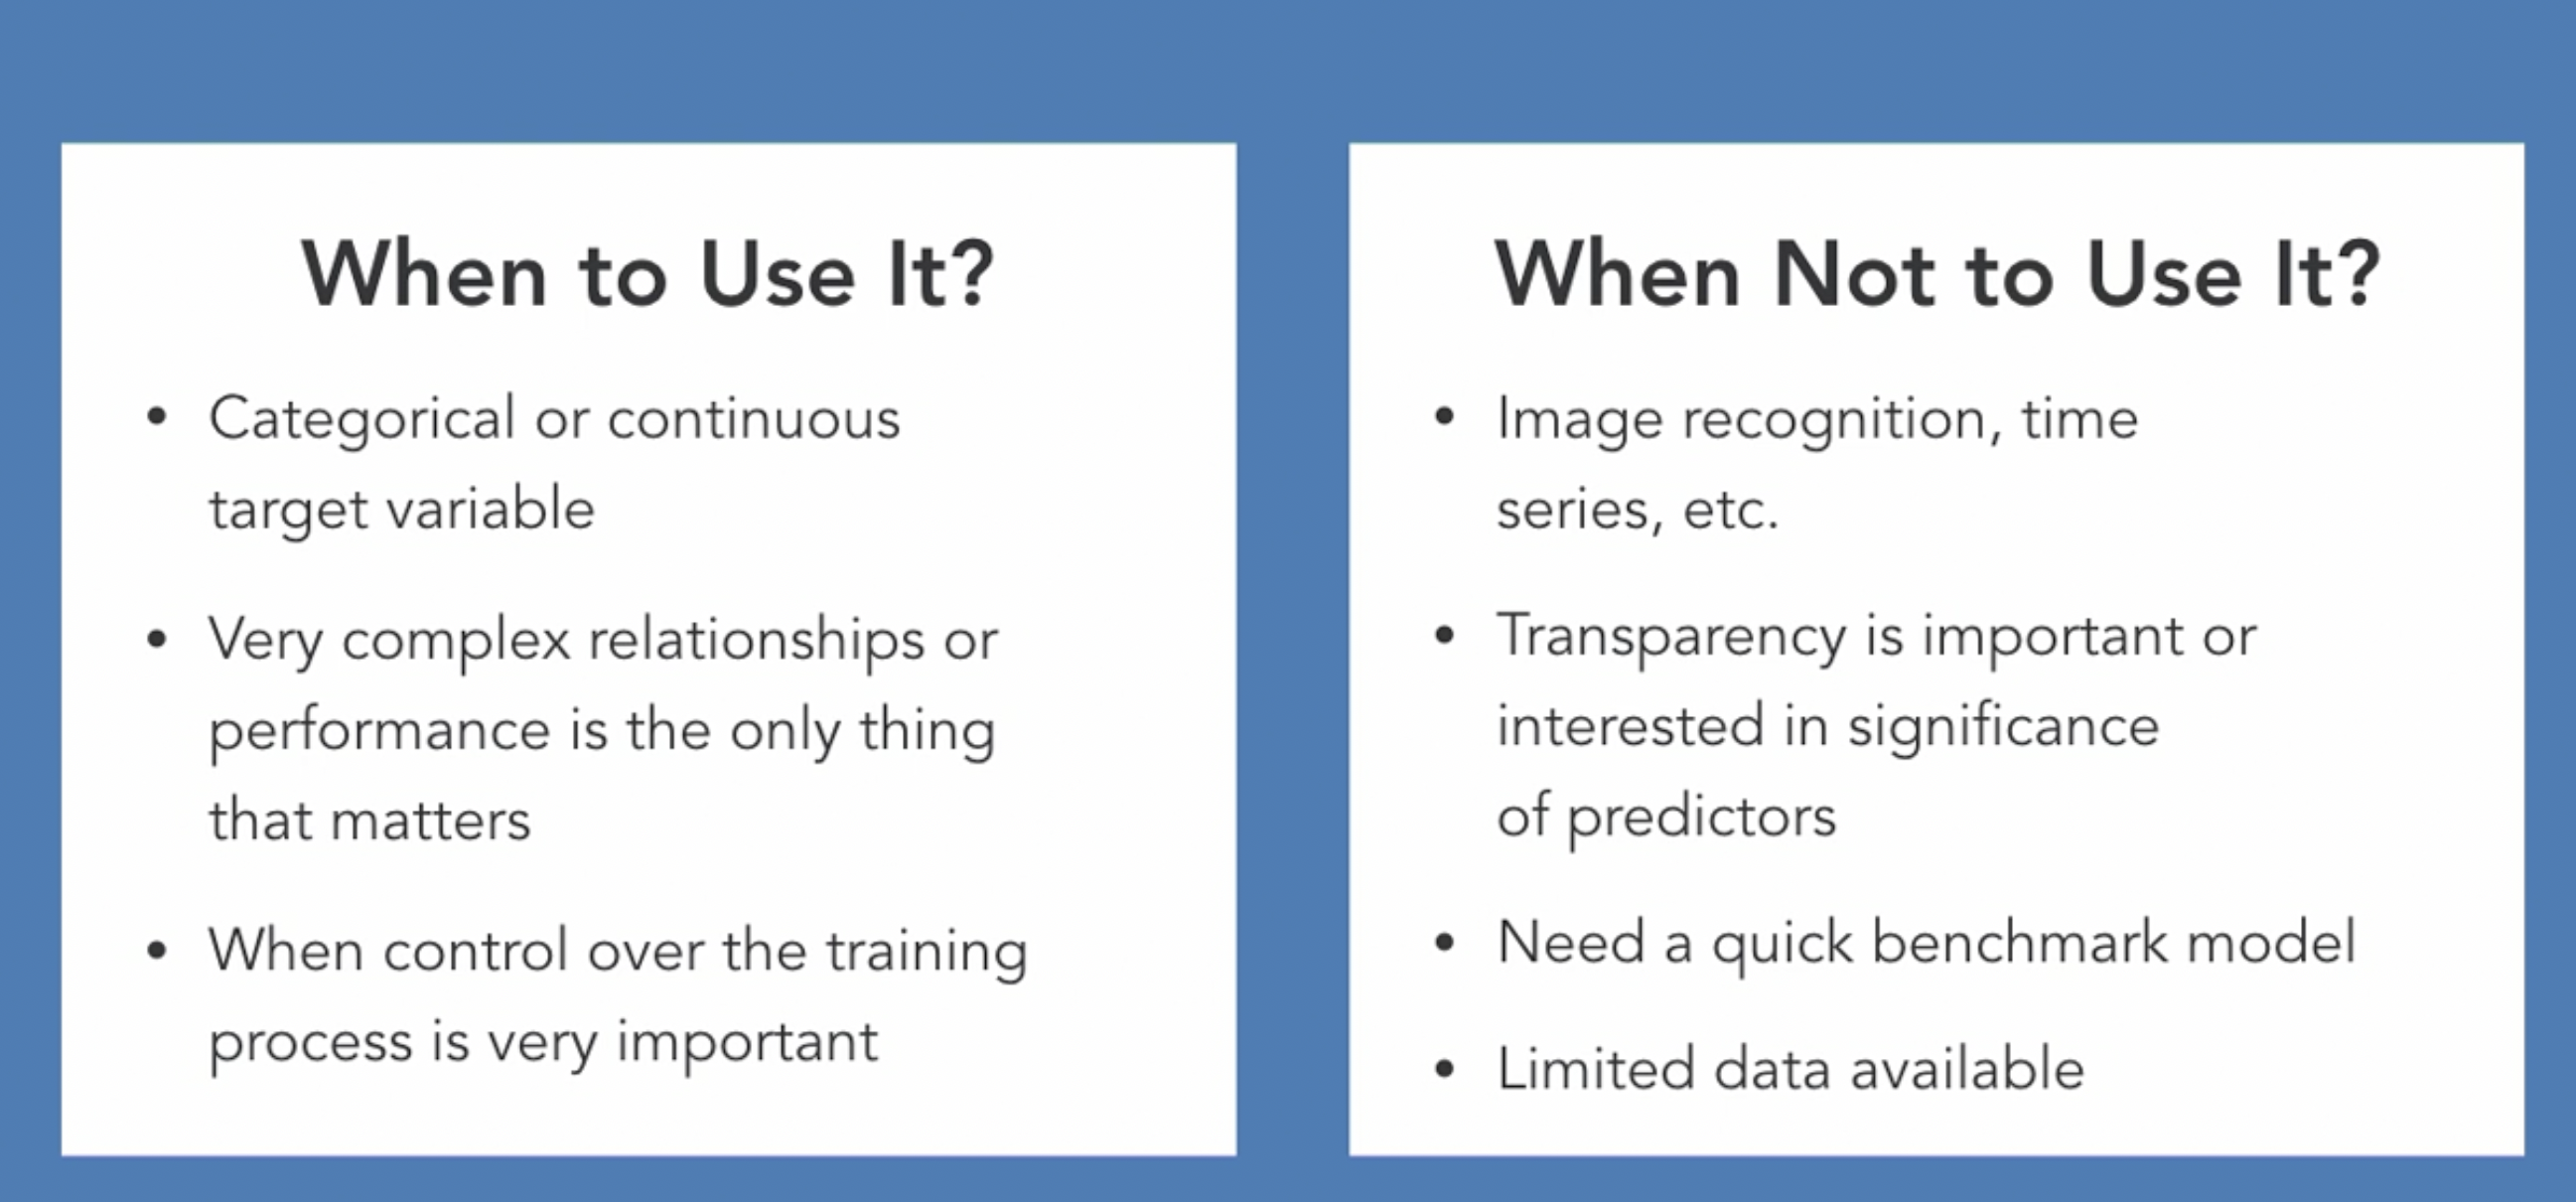 When to Use It?
• Categorical or continuous
target variable
• Very complex relationships or
performance is the only thing
that matters
• When control over the training
process is very important
When Not to Use It?
• Image recognition, time
series, etc.
• Transparency is important or
interested in significance
of predictors
• Need a quick benchmark model
• Limited data available